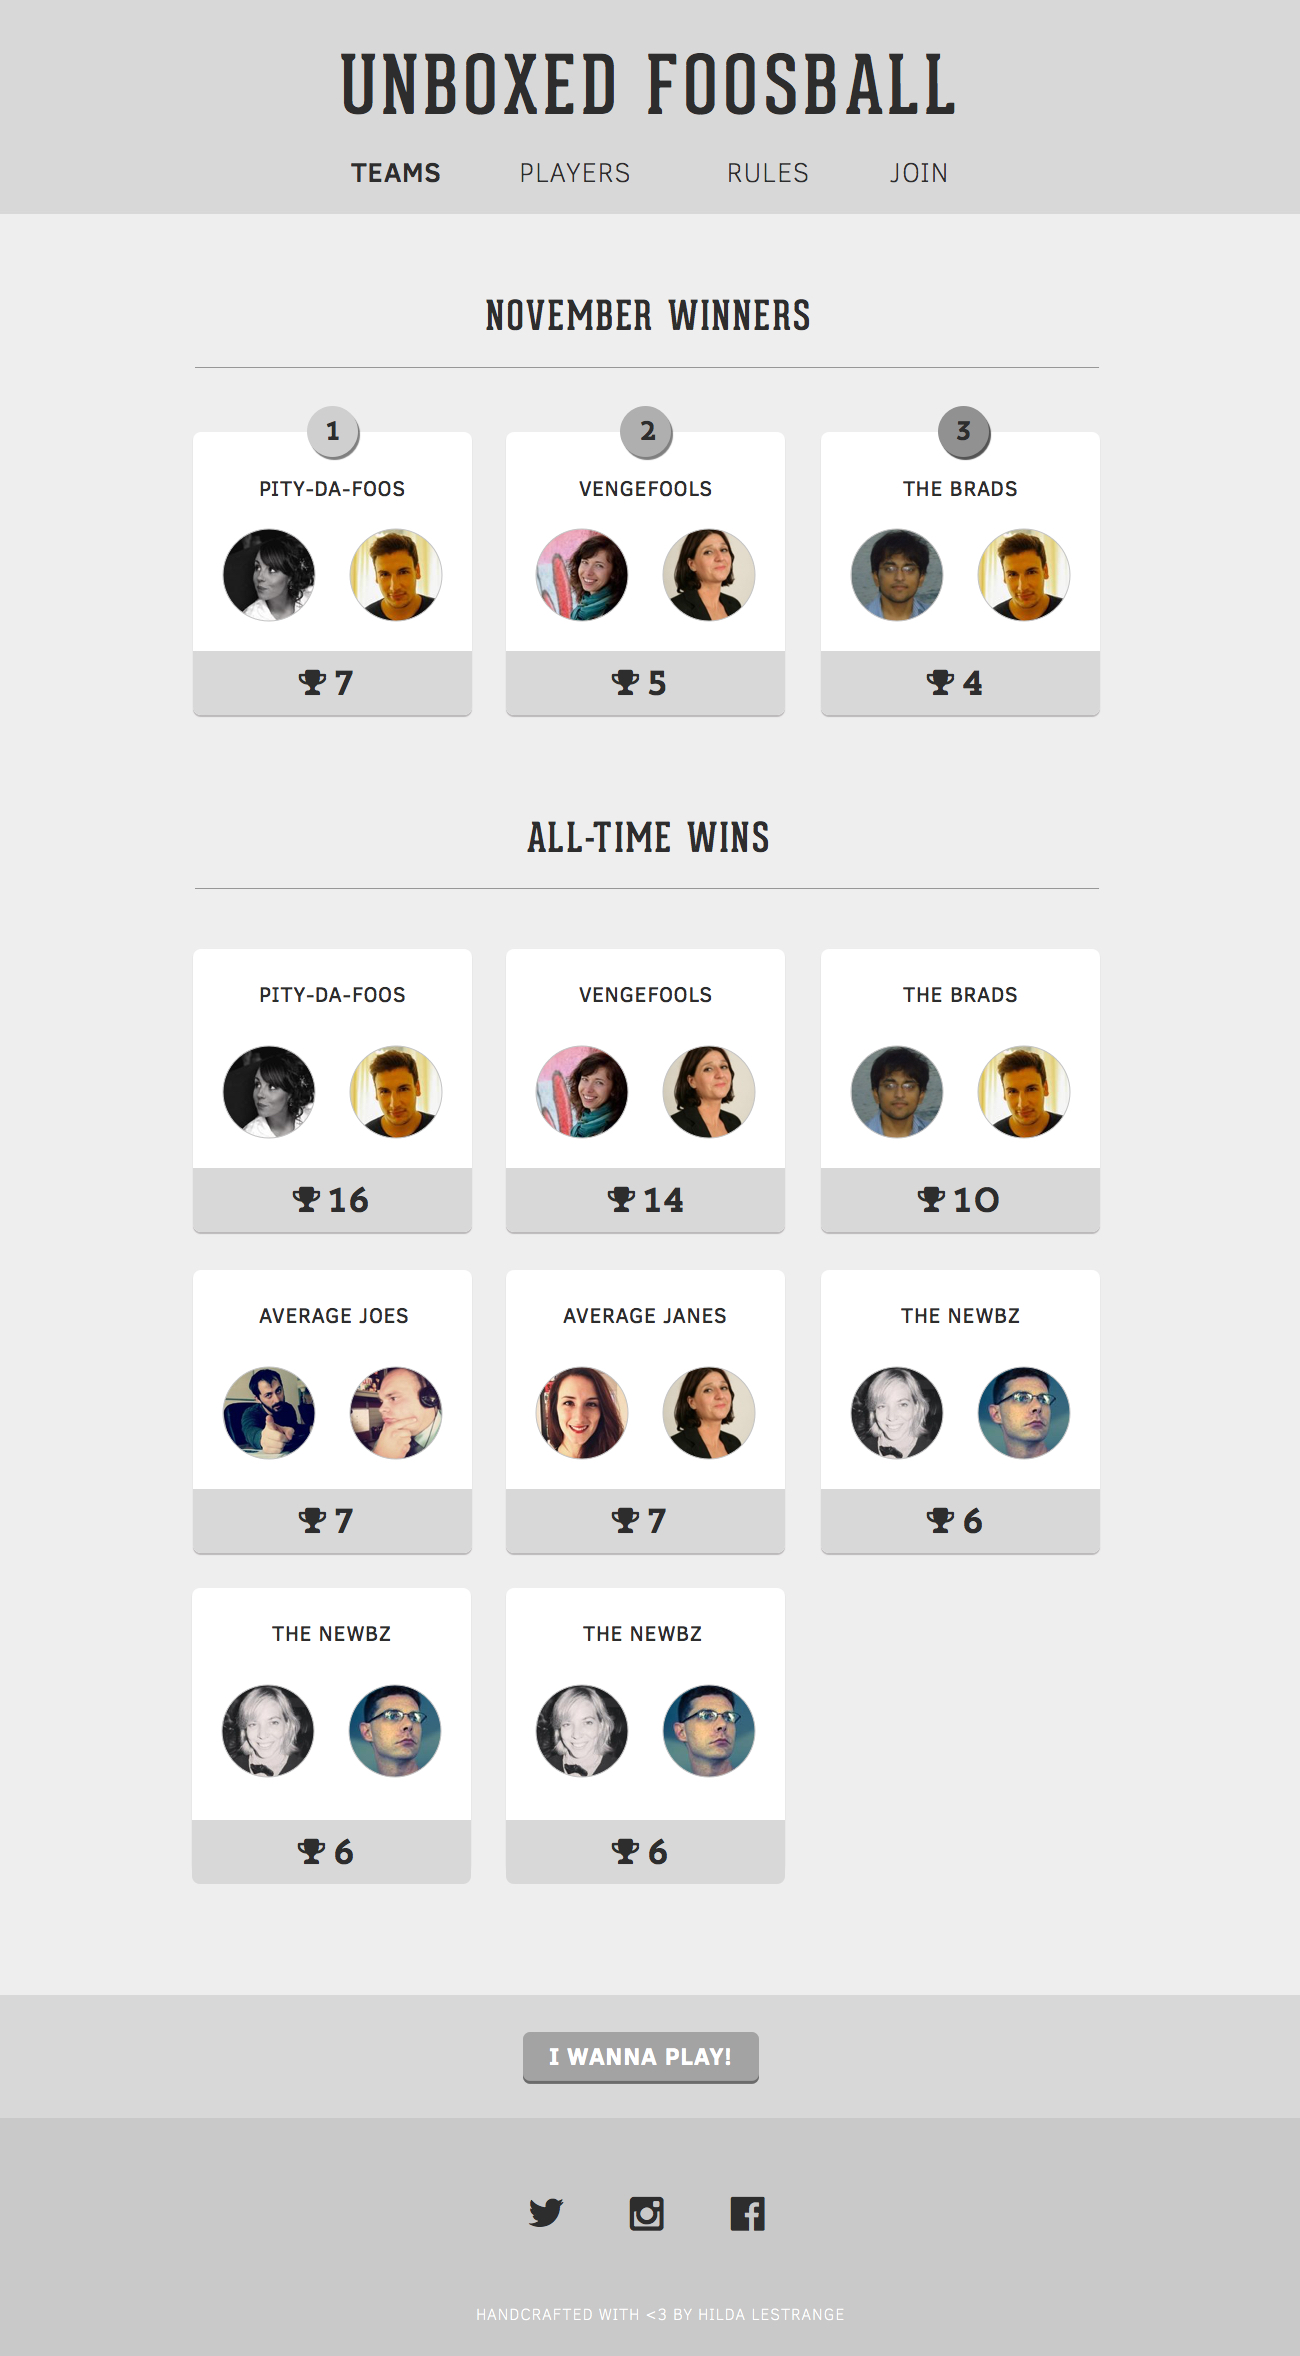 UNBOXED FOOSBALL
TEAMS PLAYERS RULES JOIN
NOVEMBER WINNERS
1 2 3
PITY-DA-FOOS VENGEFOOLS THE BRADS
7 5 4
ALL-TIME WINS
PITY-DA-FOOS VENGEFOOLS THE BRADS
16 14 10
AVERAGE JOES AVERAGE JANES THE NEWBZ
7 7 6
THE NEWBZ THE NEWBZ
6 6
I WANNA PLAY!
HANDCRAFTED WITH <3 BY HILDA LESTRANGE